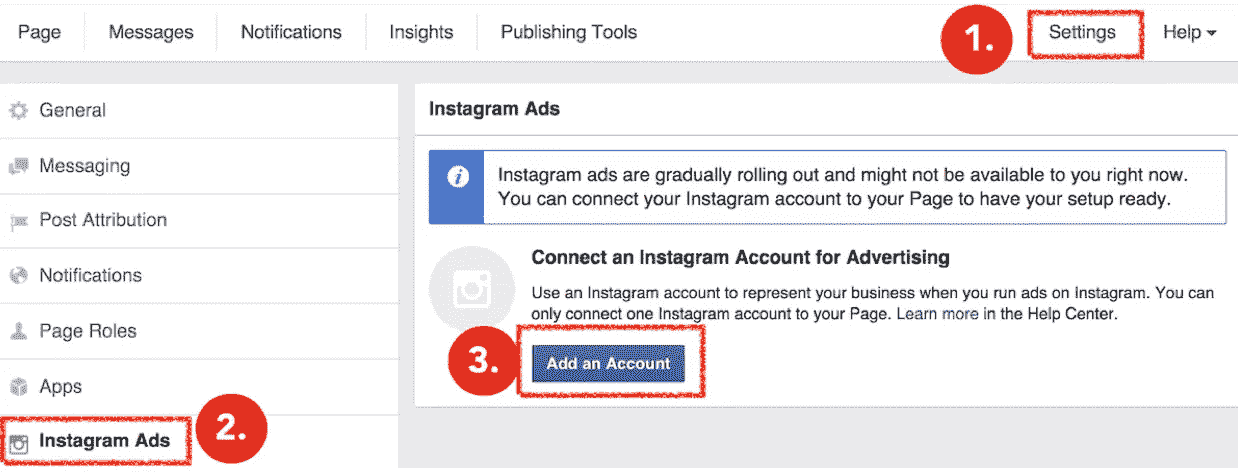 Page Messages Notifications Insights Publishing Tools 1. Settings Help
General
Messaging
Post Attribution
Notifications
Page Roles
Apps
Instagram Ads 2.
Instagram Ads
Instagram ads are gradually rolling out and might not be available to you right now.
You can connect your Instagram account to your Page to have your setup ready.
Connect an Instagram Account for Advertising
Use an Instagram account to represent your business when you run ads on Instagram. You can
only connect one Instagram account to your Page. Learn more in the Help Center.
3. Add an Account